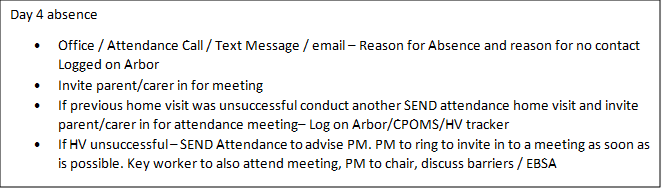 Day 4 absence
• Office / Attendance Call / Text Message / email – Reason for Absence and reason for no contact
Logged on Arbor
• Invite parent/carer in for meeting
• If previous home visit was unsuccessful conduct another SEND attendance home visit and invite
parent/carer in for attendance meeting– Log on Arbor/CPOMS/HV tracker
• If HV unsuccessful – SEND Attendance to advise PM. PM to ring to invite in to a meeting as soon as
is possible. Key worker to also attend meeting, PM to chair, discuss barriers / EBSA